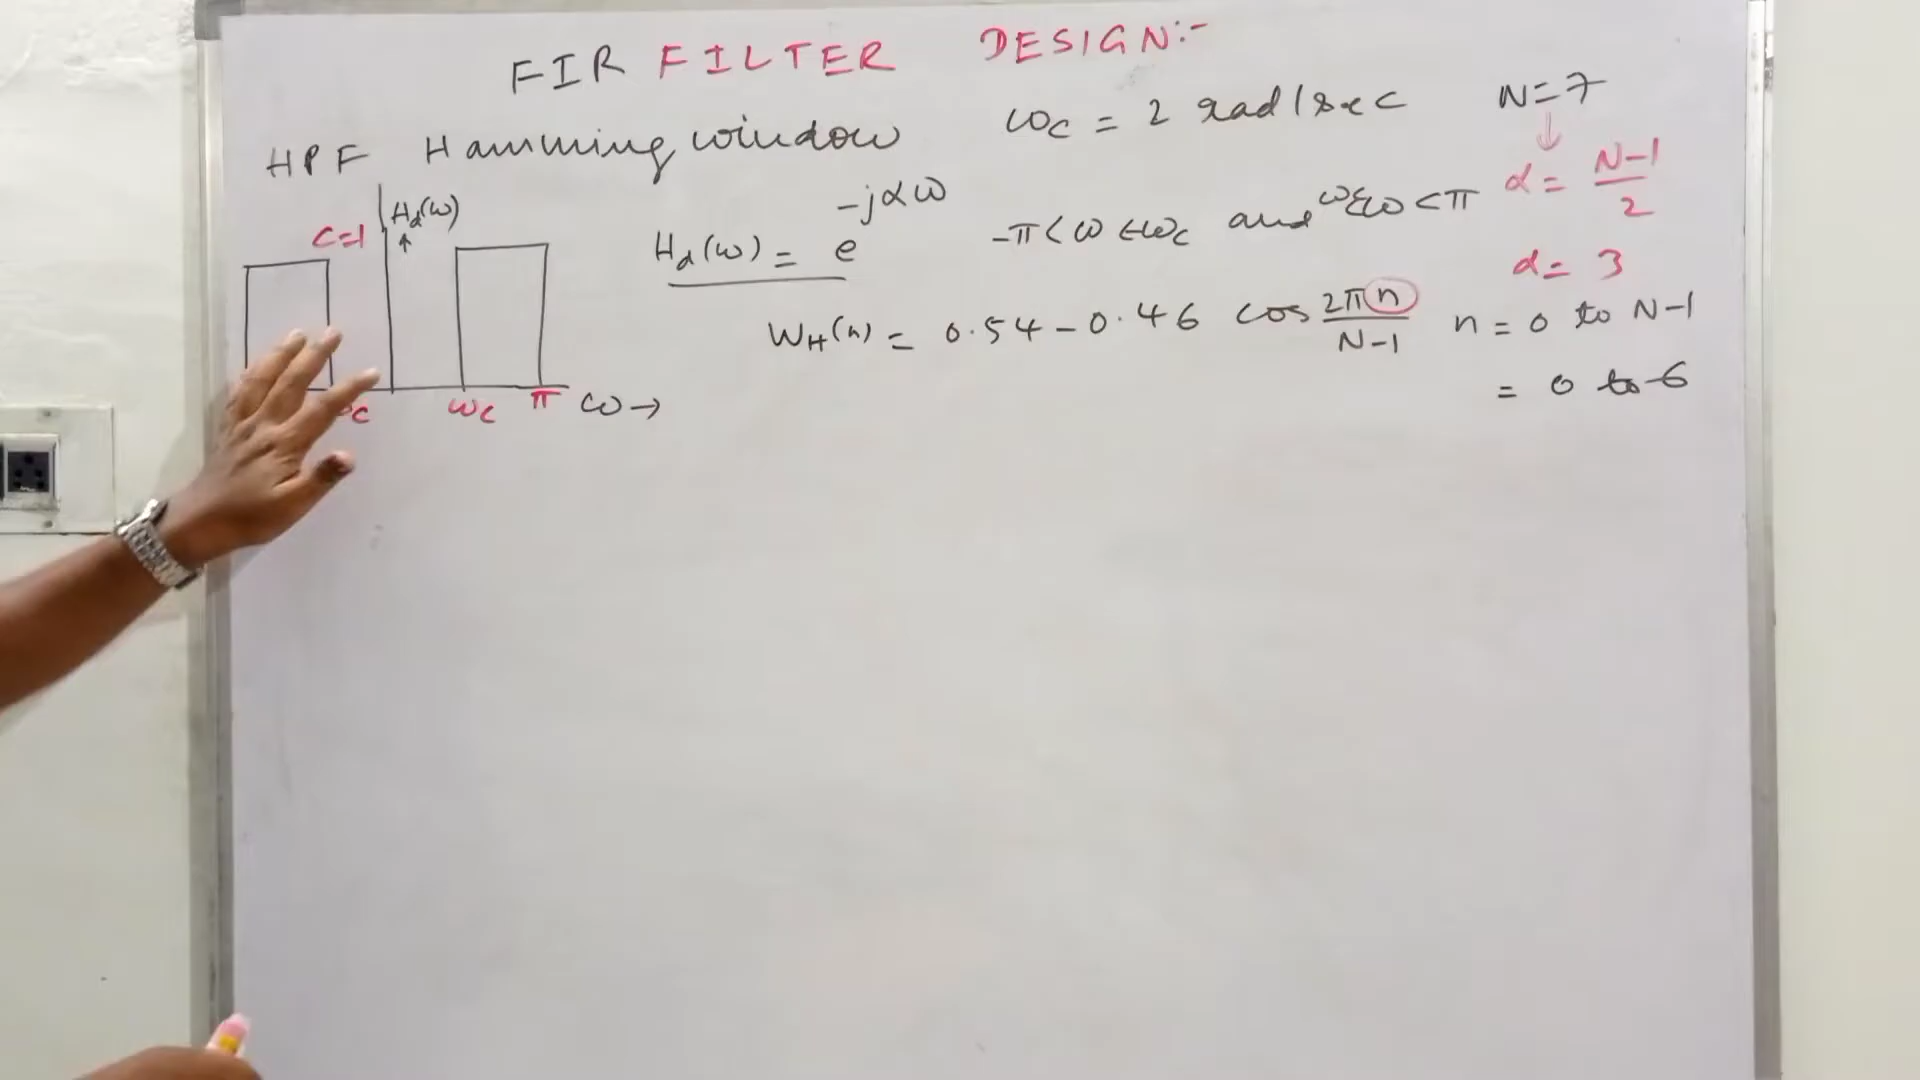 FIR FILTER DESIGN:-
HPF Hamming window ωc = 2 rad/sec N=7
α = N-1/2
Hd(ω)
C=1
Hd(ω) = e^-jαω -π<ω<-ωc and ωc≤ω<π
α = 3
WH(n) = 0.54-0.46 cos 2πn/N-1 n = 0 to N-1
= 0 to 6
ωc π ω→